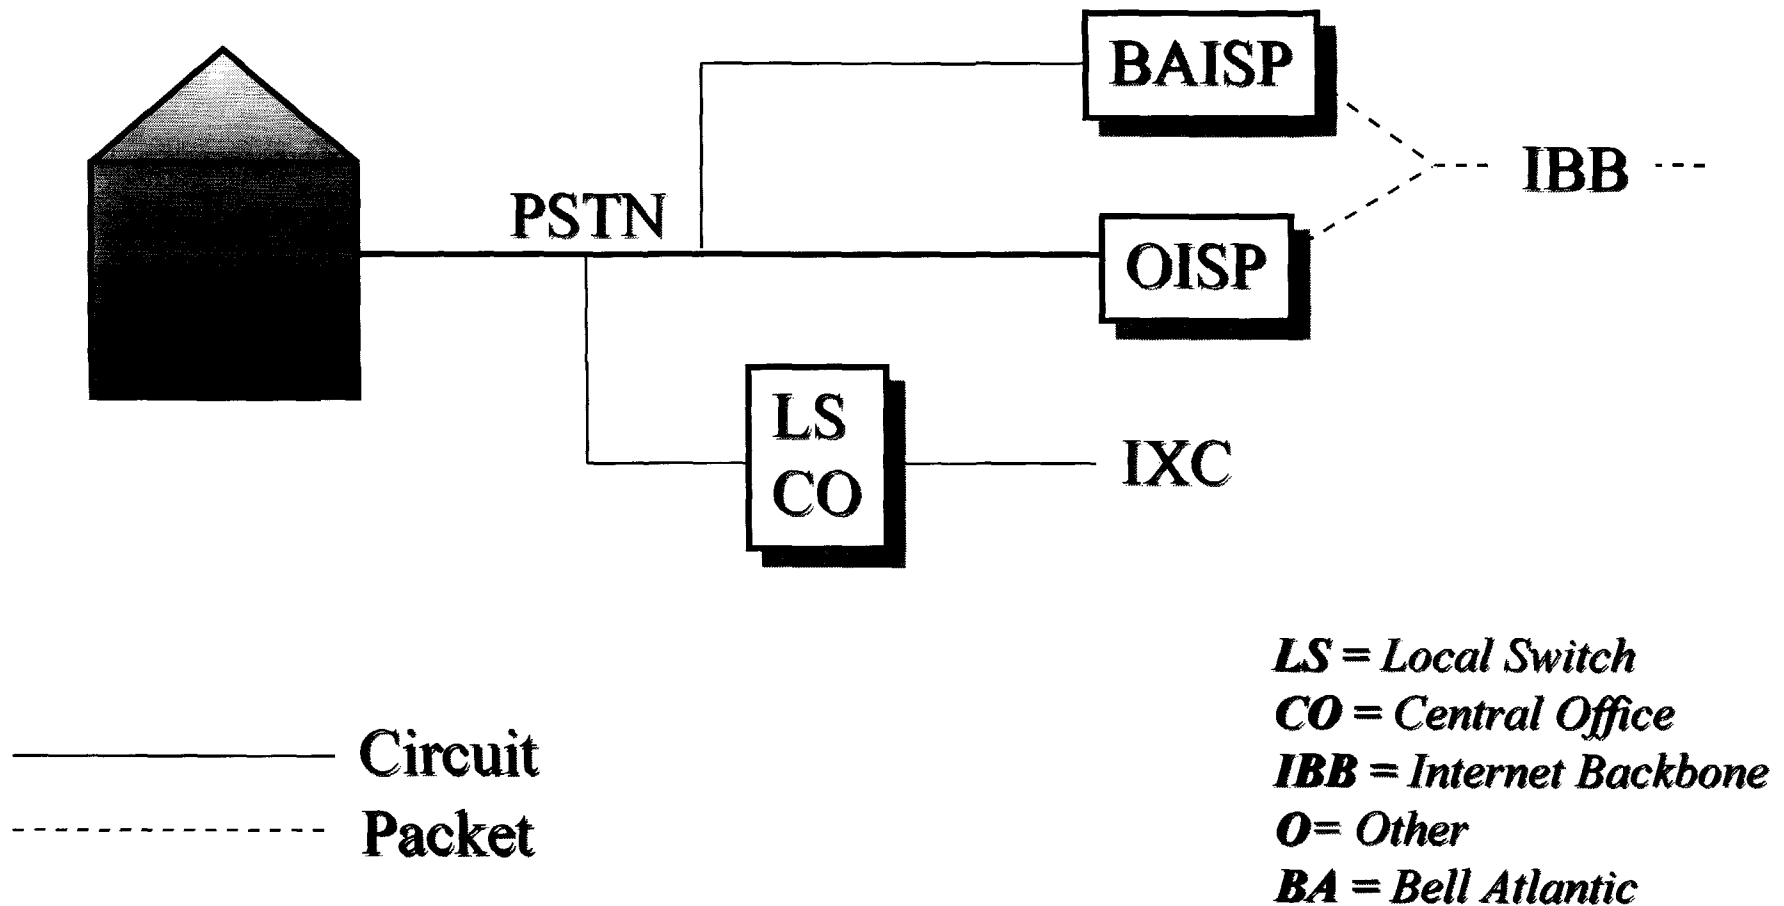 BAISP
IBB
PSTN
OISP
LS
CO
IXC
LS = Local Switch
CO = Central Office
IBB = Internet Backbone
O= Other
BA = Bell Atlantic
Circuit
Packet